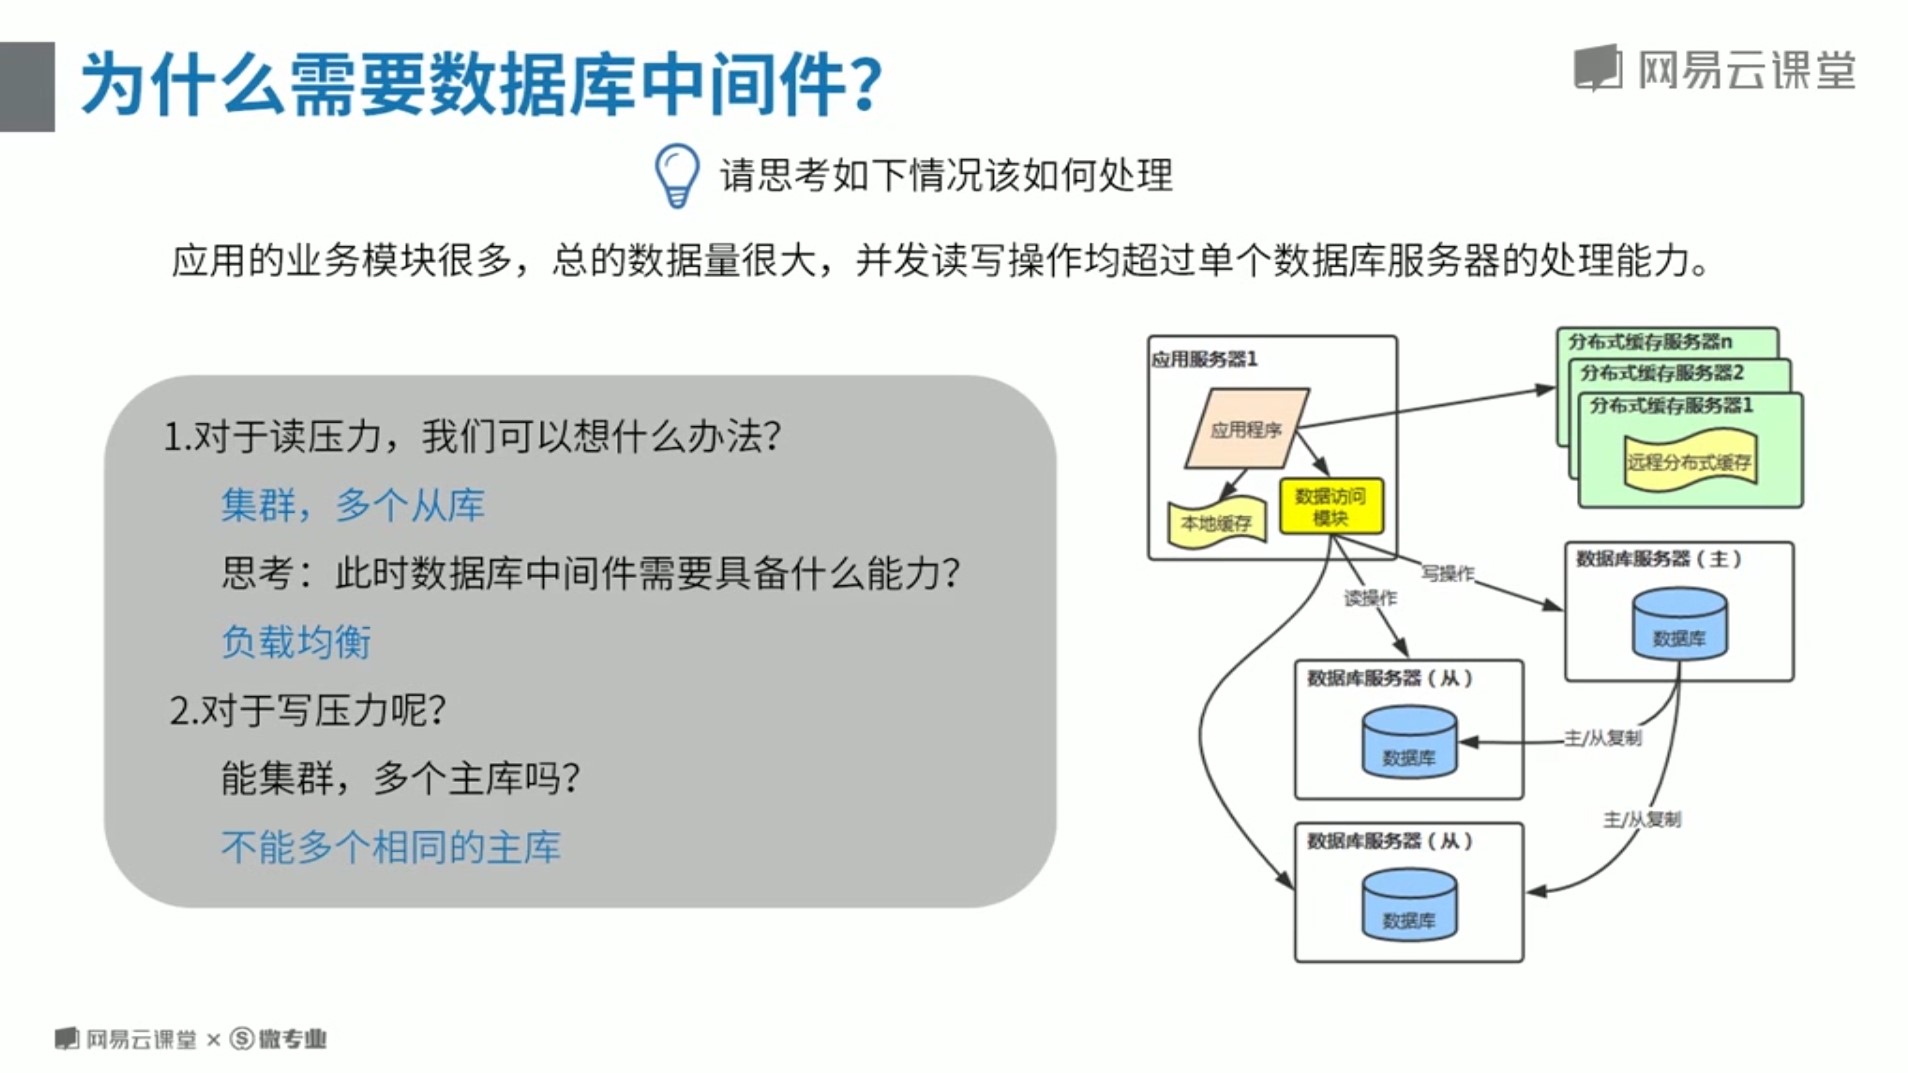 为什么需要数据库中间件?
网易云课堂
请思考如下情况该如何处理
应用的业务模块很多，总的数据量很大，并发读写操作均超过单个数据库服务器的处理能力。
1.对于读压力，我们可以想什么办法?
集群，多个从库
思考：此时数据库中间件需要具备什么能力?
负载均衡
2.对于写压力呢?
能集群，多个主库吗?
不能多个相同的主库
应用服务器1
应用程序
本地缓存
数据访问
模块
分布式缓存服务器n
分布式缓存服务器2
分布式缓存服务器1
远程分布式缓存
写操作
读操作
数据库服务器（主）
数据库
数据库服务器（从）
数据库
主/从复制
主/从复制
数据库服务器（从）
数据库
网易云课堂 × 微专业